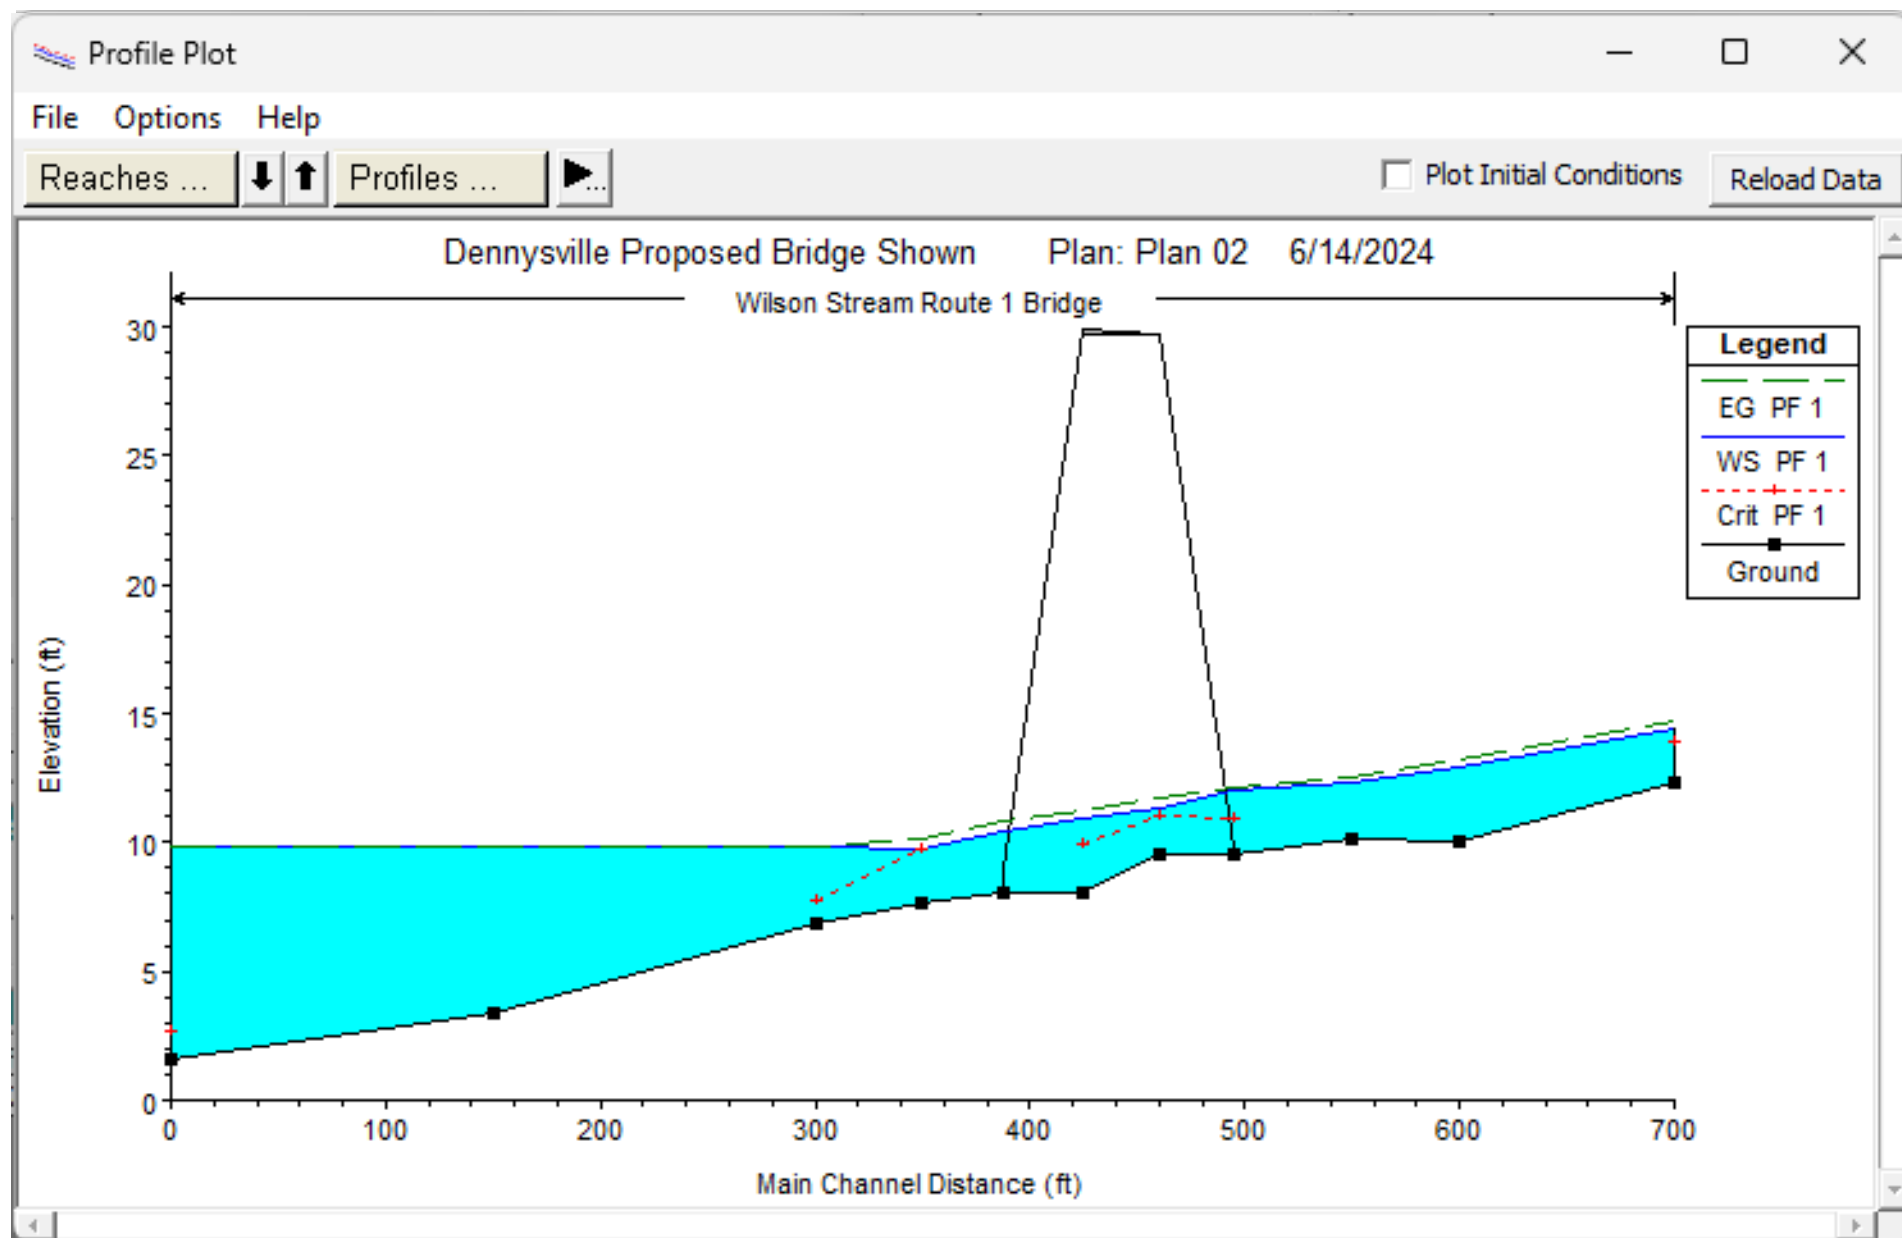 Profile Plot
File Options Help
Reaches ... Profiles ... ... Plot Initial Conditions Reload Data
Dennysville Proposed Bridge Shown Plan: Plan 02 6/14/2024
Wilson Stream Route 1 Bridge
30
25
20
15
10
5
0
Elevation (ft)
0 100 200 300 400 500 600 700
Main Channel Distance (ft)
Legend
EG PF 1
WS PF 1
Crit PF 1
Ground